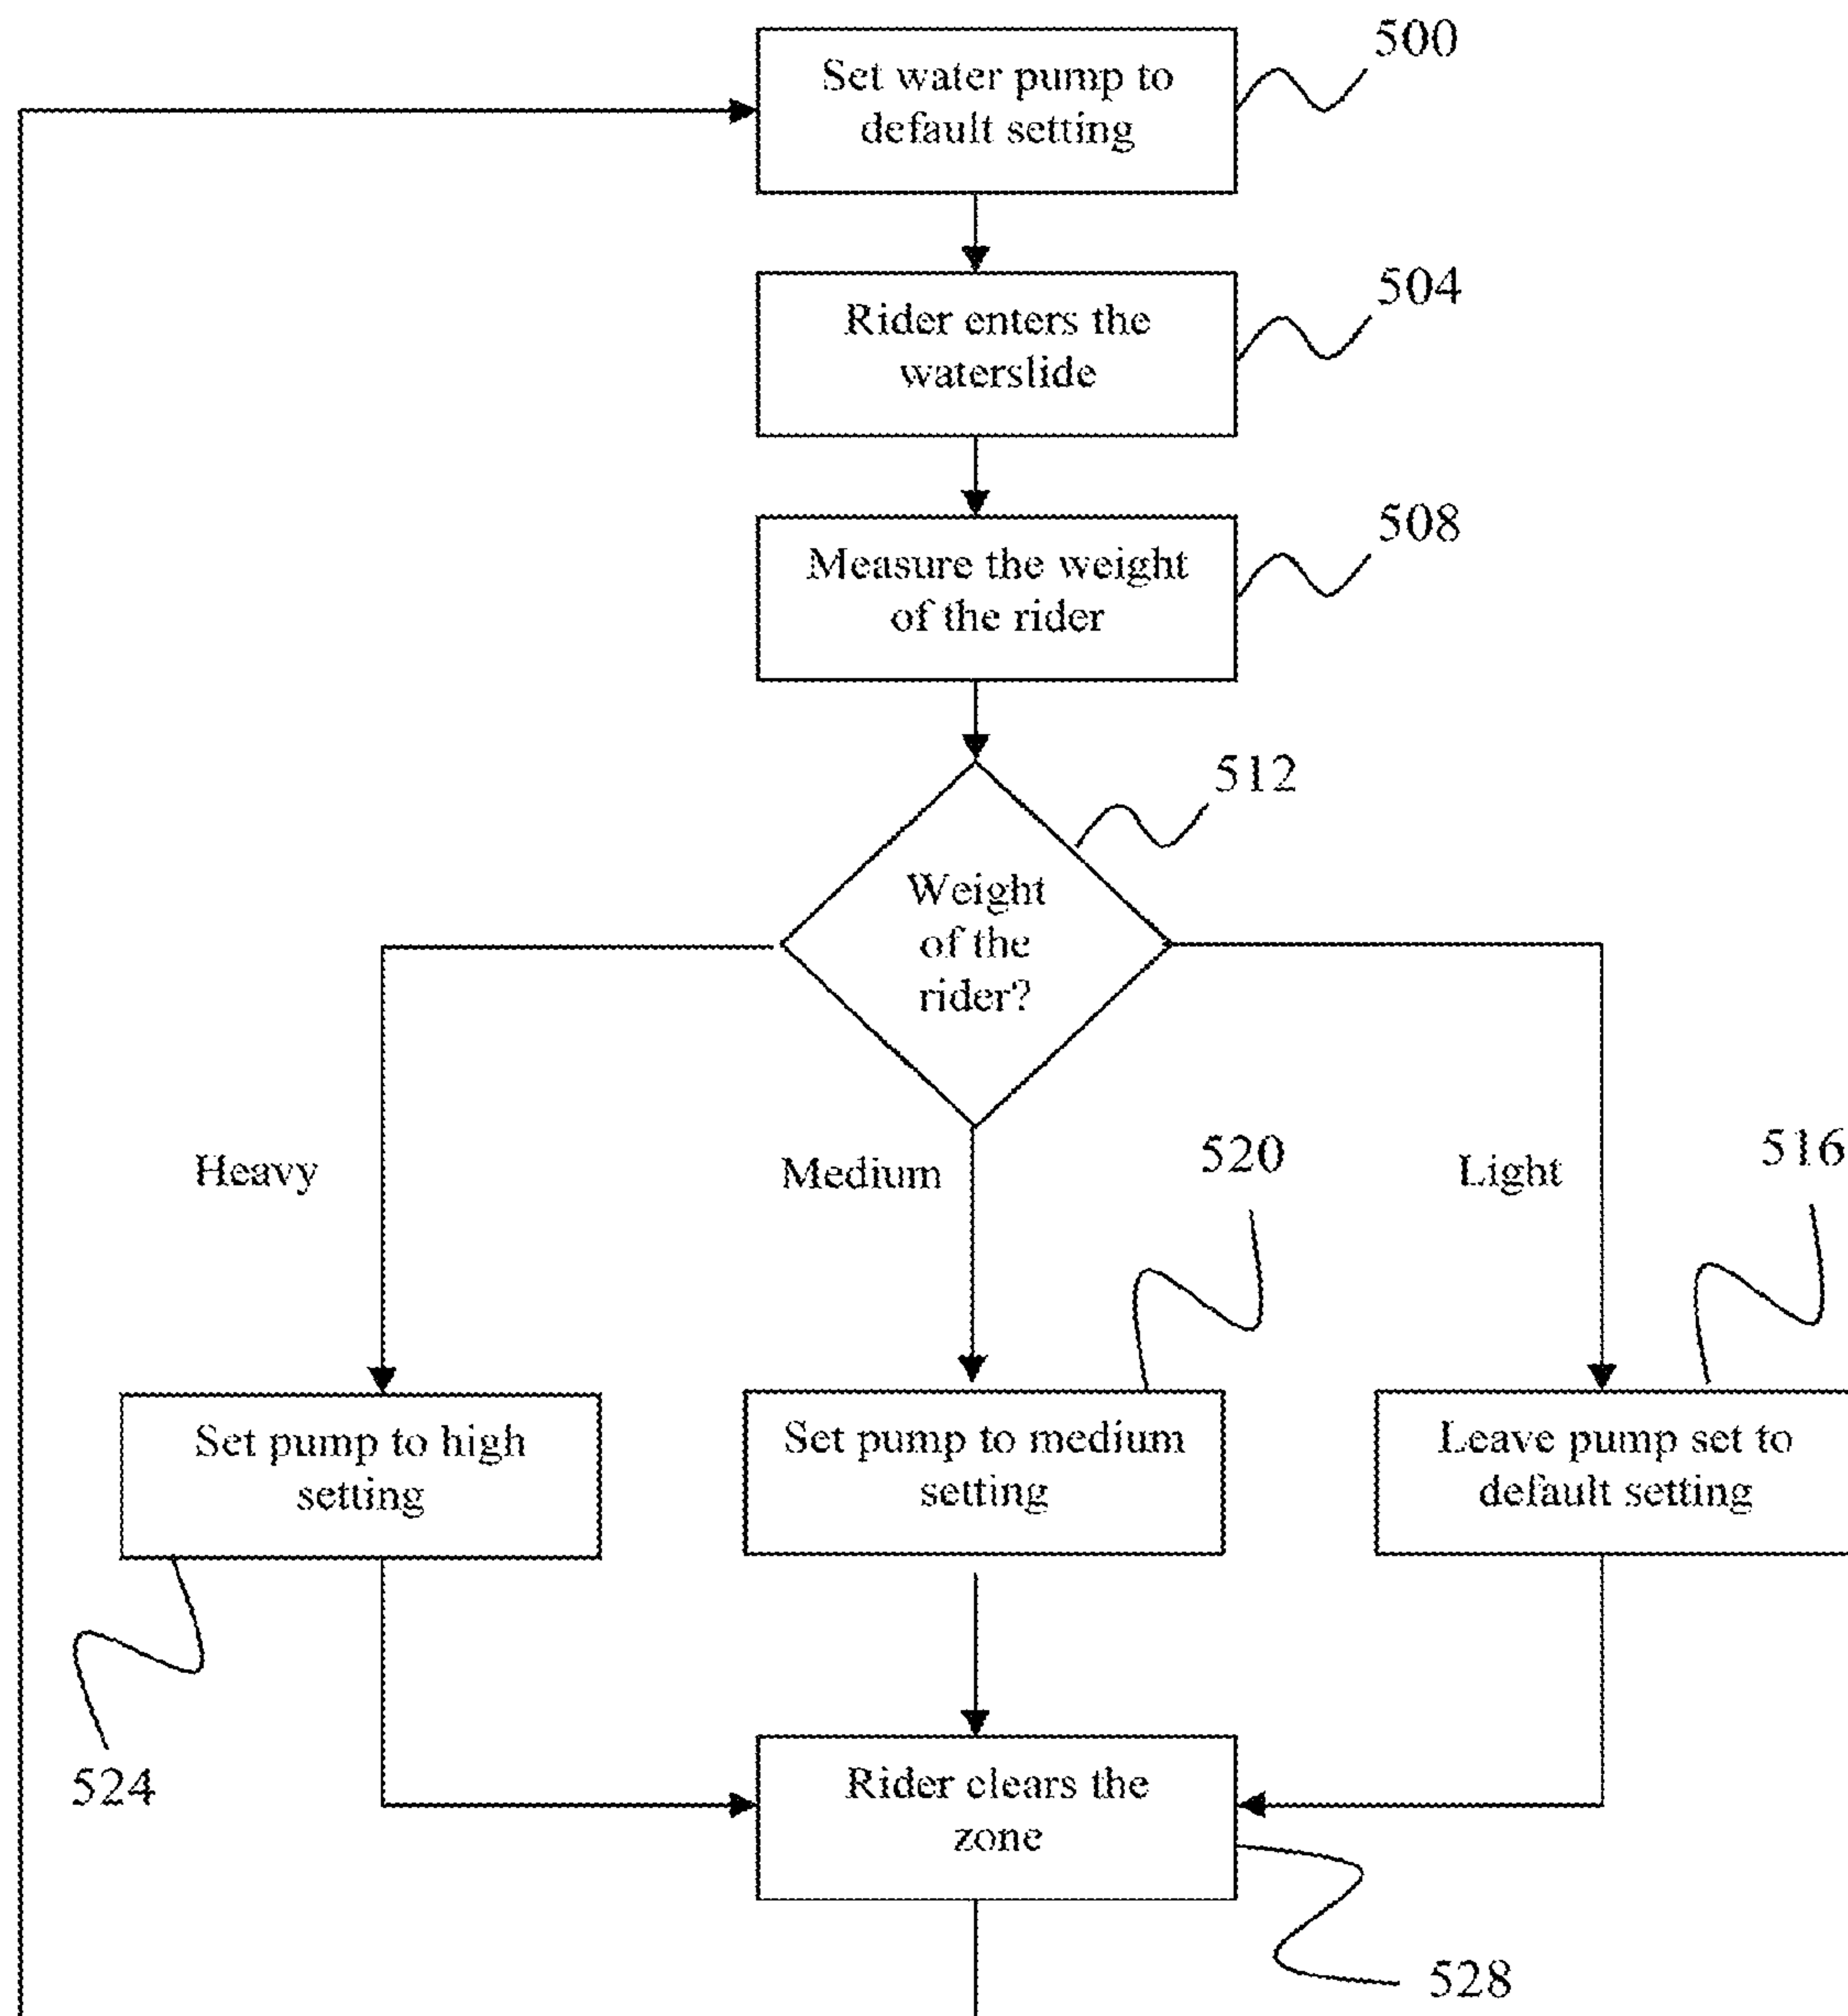 500
Set water pump to
default setting
504
Rider enters the
waterslide
508
Measure the weight
of the rider
512
Weight
of the
rider?
Heavy
Medium
520
Light
516
Set pump to high
setting
Set pump to medium
setting
Leave pump set to
default setting
524
Rider clears the
zone
528